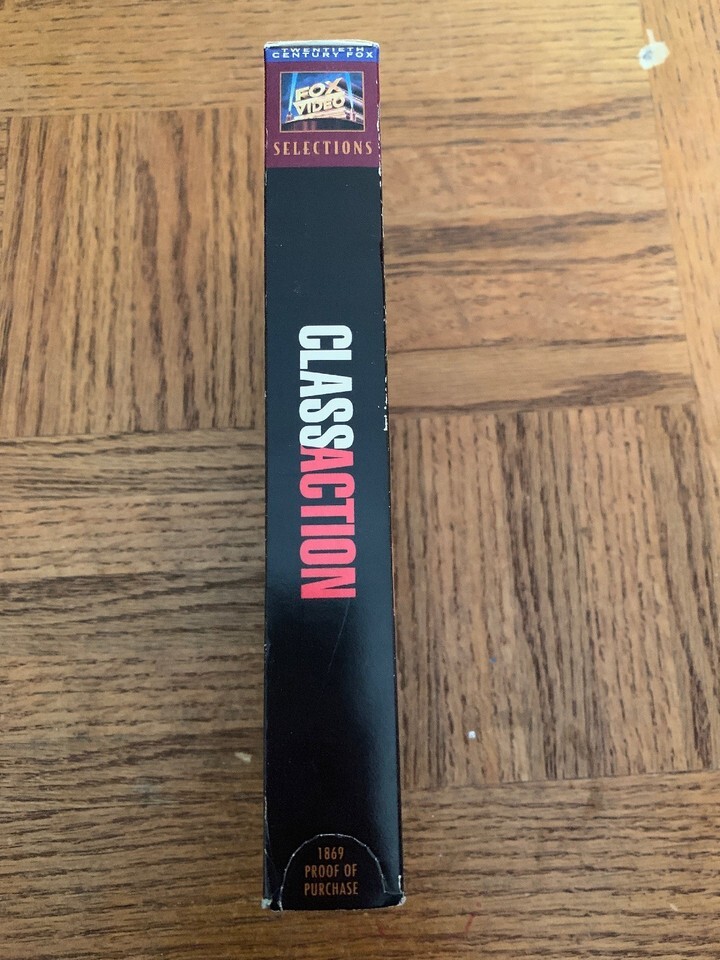 TWENTIETH
CENTURY FOX
FOX
VIDEO
SELECTIONS
CLASSACTION
1869
PROOF OF
PURCHASE